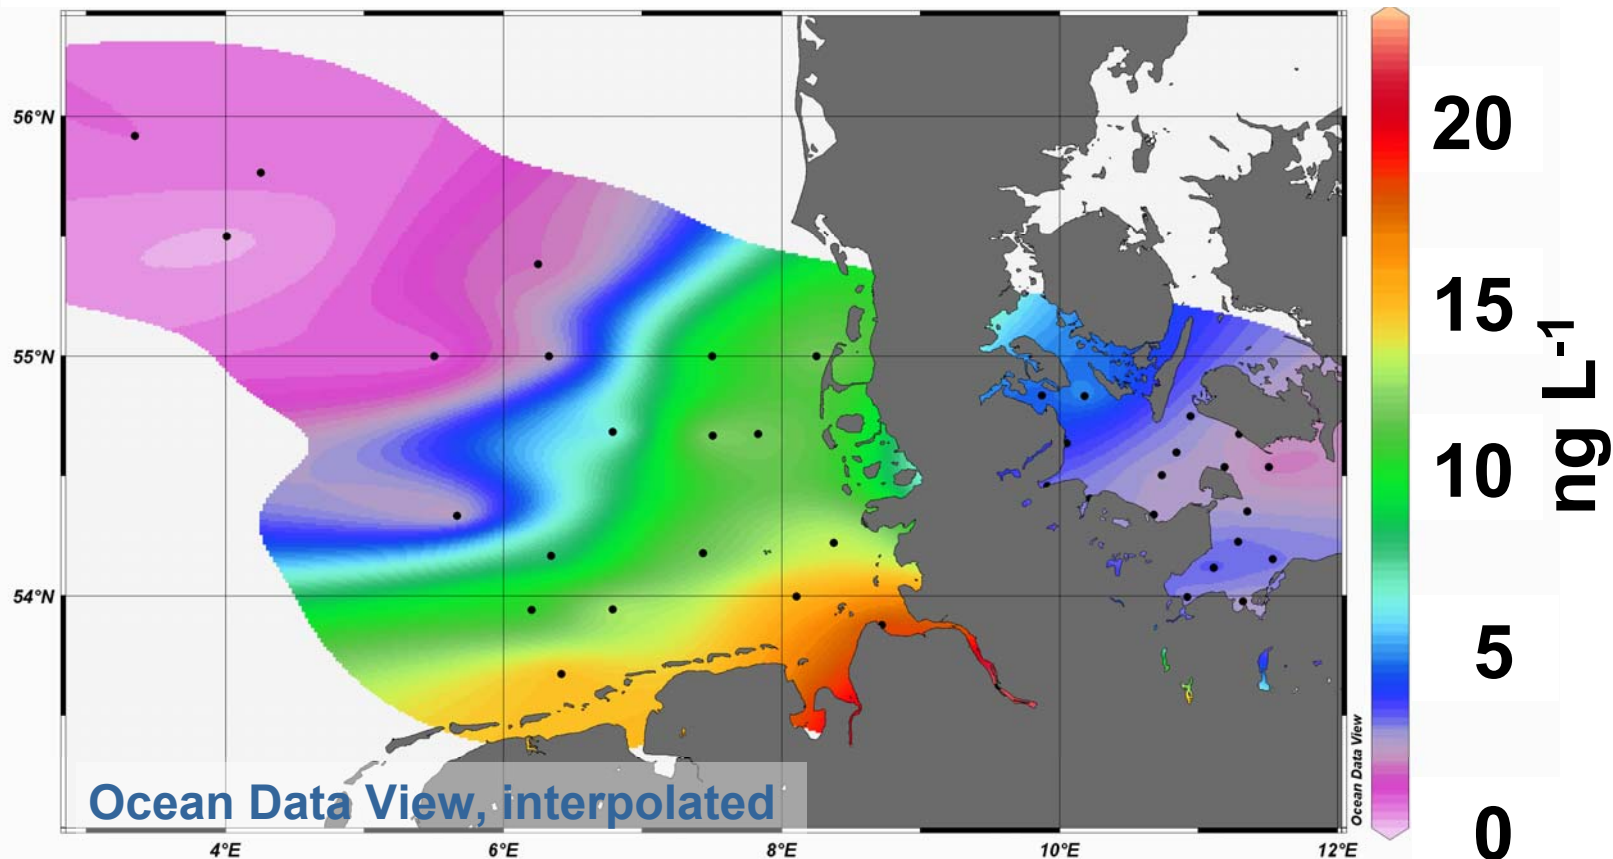 56°N
55°N
54°N
4°E
6°E
8°E
10°E
12°E
Ocean Data View, interpolated
Ocean Data View
20
15
10
5
0
ng L-1